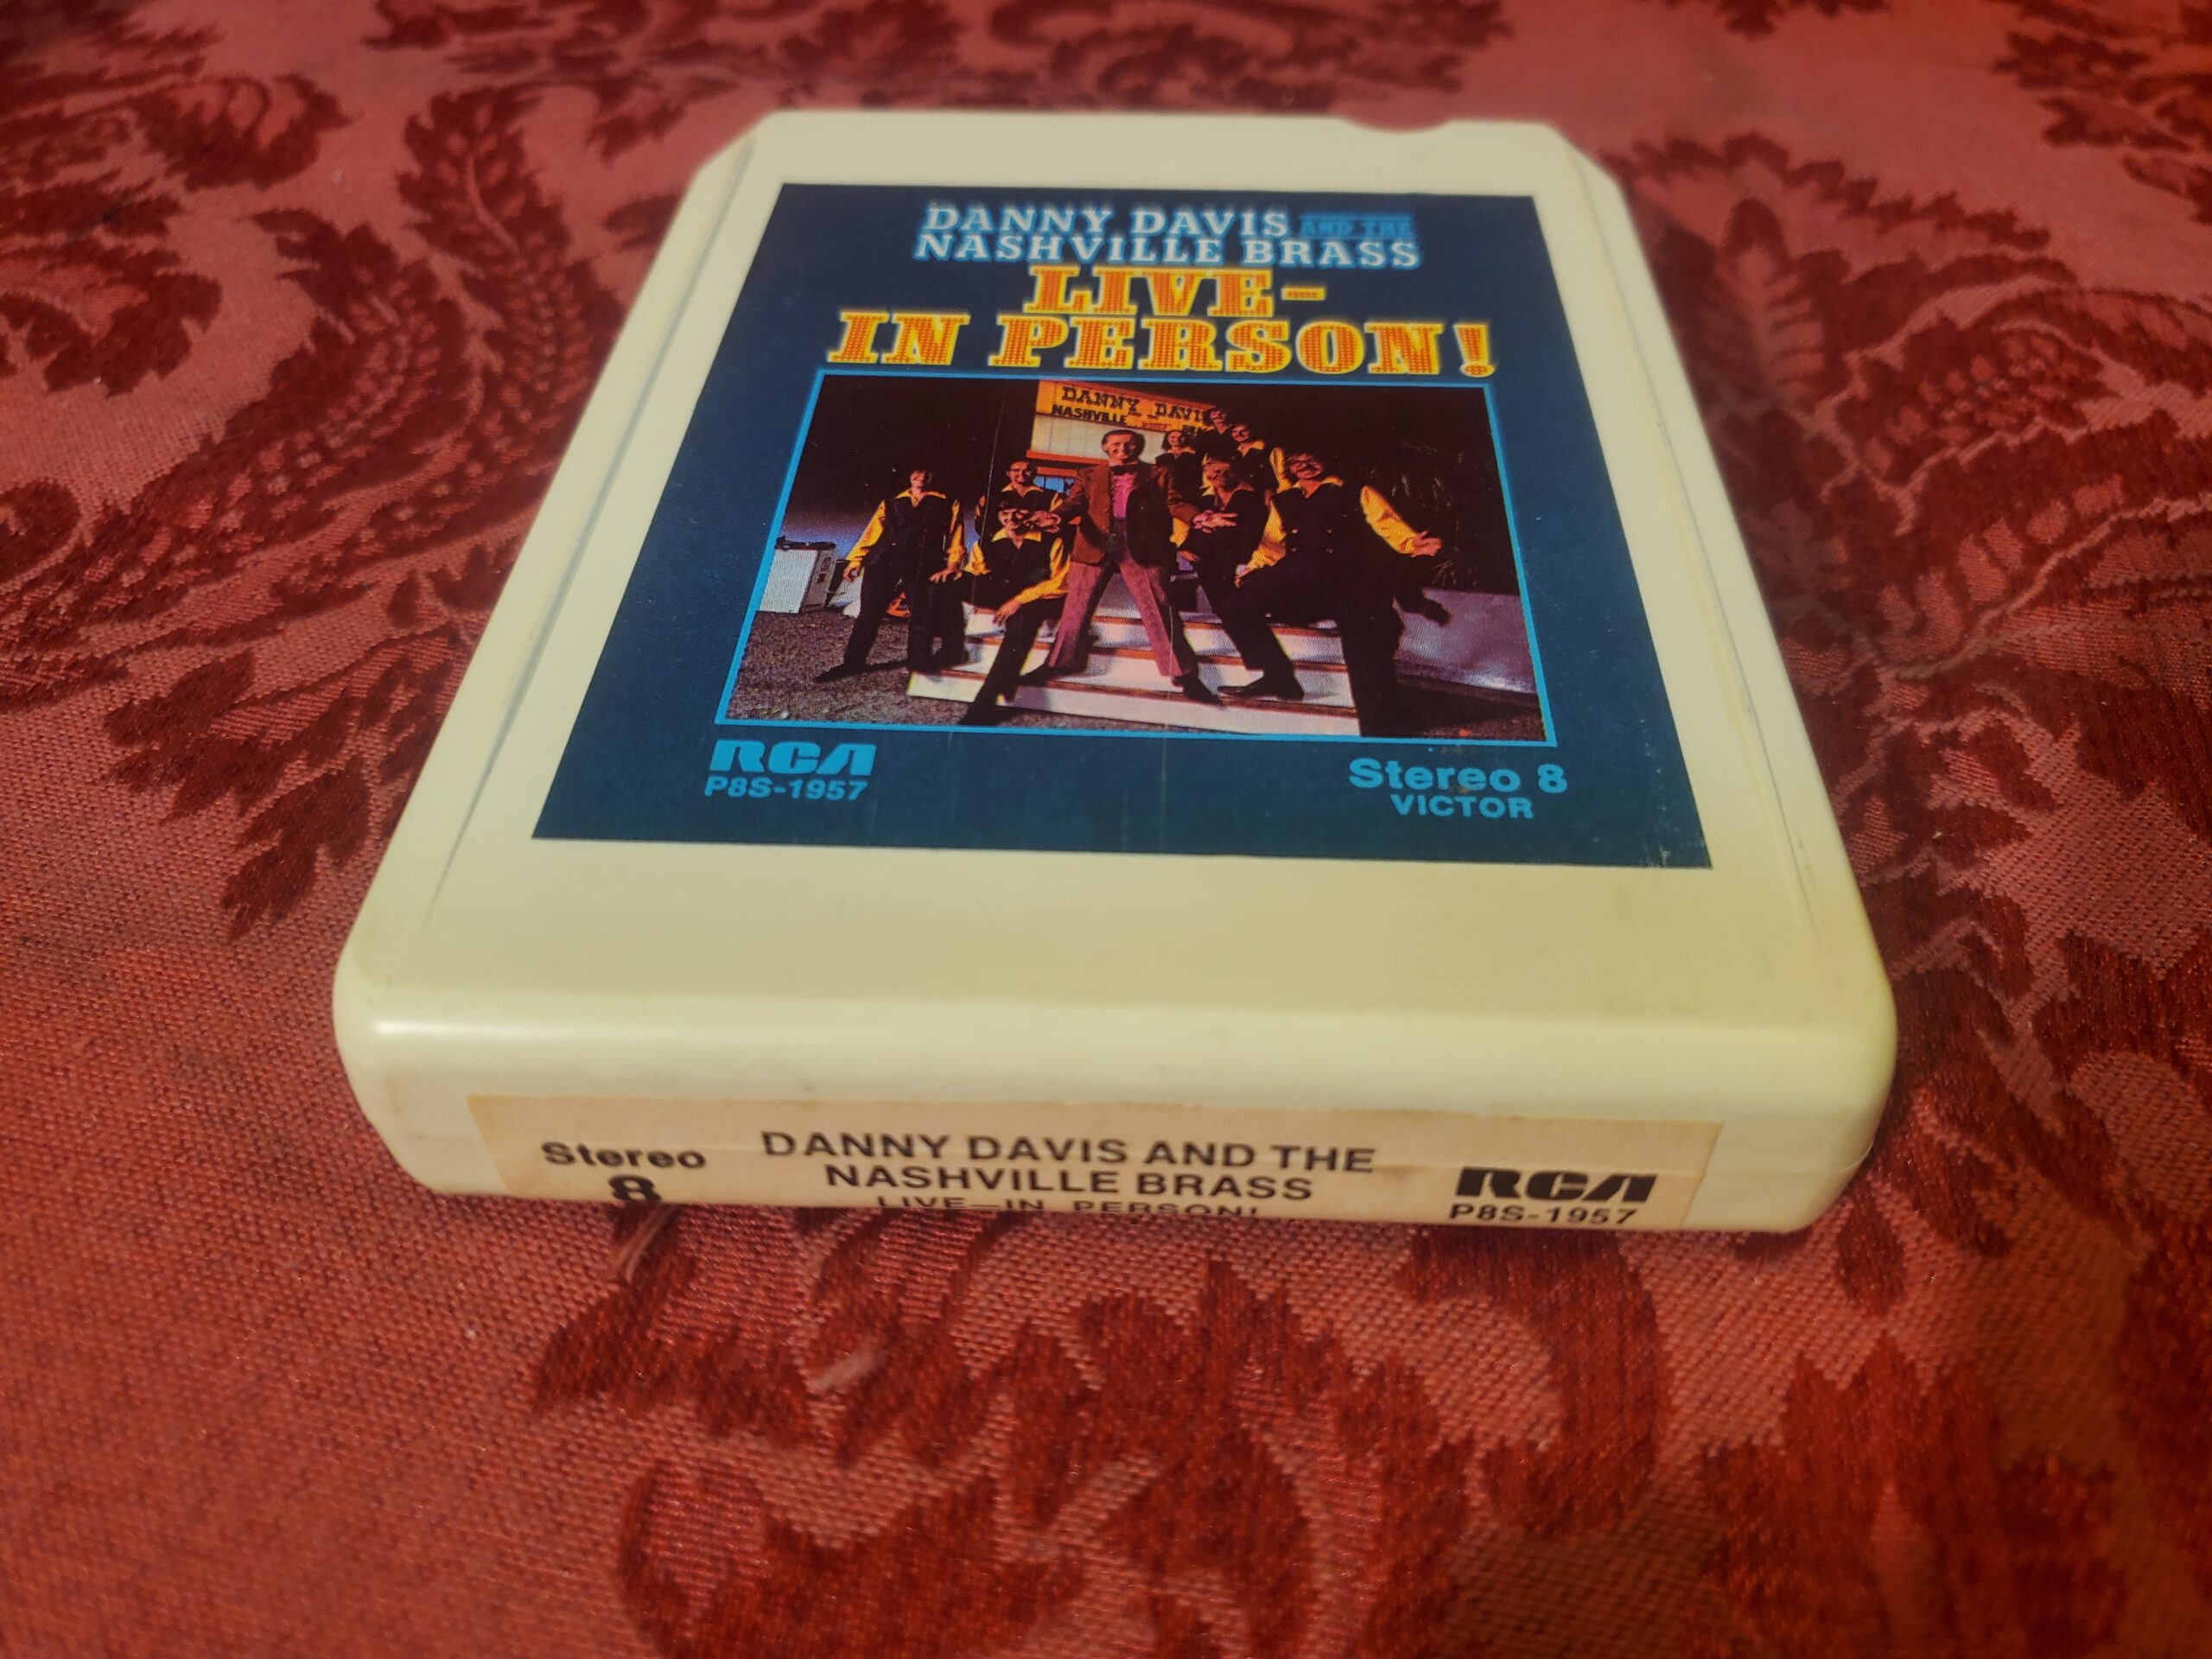 DANNY DAVIS AND THE
NASHVILLE BRASS
LIVE-
IN PERSON!
DANNY DAVIS
NASHVILLE
RCA
P8S-1957
Stereo 8
VICTOR
Stereo
8
DANNY DAVIS AND THE
NASHVILLE BRASS
LIVE—IN PERSON!
RCA
P8S-1957